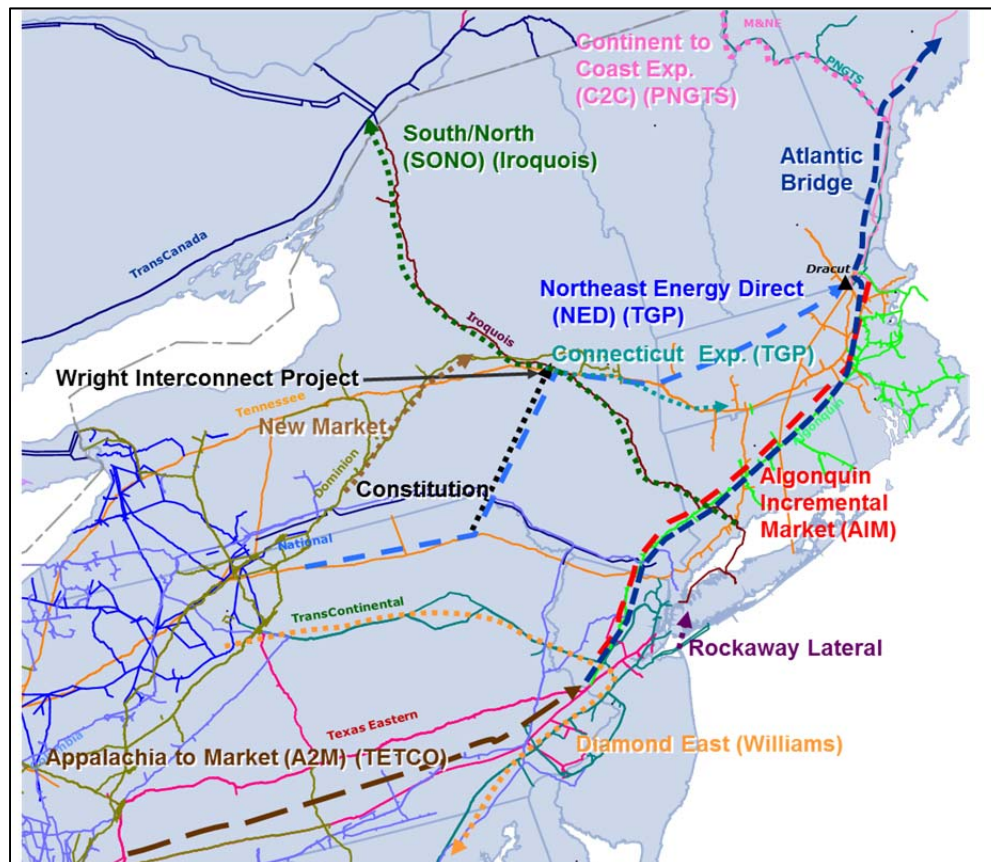 M&NE
Continent to
Coast Exp.
(C2C) (PNGTS)
PNGTS
South/North
(SONO) (Iroquois)
Atlantic
Bridge
TransCanada
Dracut
Northeast Energy Direct
(NED) (TGP)
Iroquois
Connecticut Exp. (TGP)
Wright Interconnect Project
Tennessee
New Market
Algonquin
Dominion
Constitution
Algonquin
Incremental
Market (AIM)
National
TransContinental
Rockaway Lateral
Texas Eastern
Diamond East (Williams)
Appalachia to Market (A2M) (TETCO)